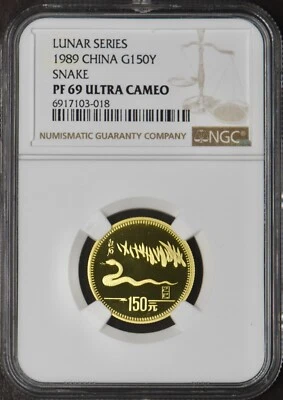 LUNAR SERIES
1989 CHINA G150Y
SNAKE
PF 69 ULTRA CAMEO
6917103-018
NUMISMATIC GUARANTY COMPANY
NGC
150元